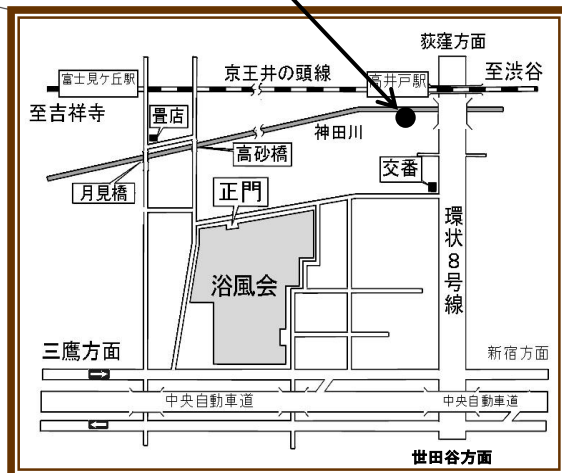 荻窪方面
富士見ケ丘駅
京王井の頭線
高井戸駅
至渋谷
至吉祥寺
畳店
神田川
高砂橋
月見橋
正門
交番
環状8号線
浴風会
三鷹方面
新宿方面
中央自動車道
中央自動車道
世田谷方面